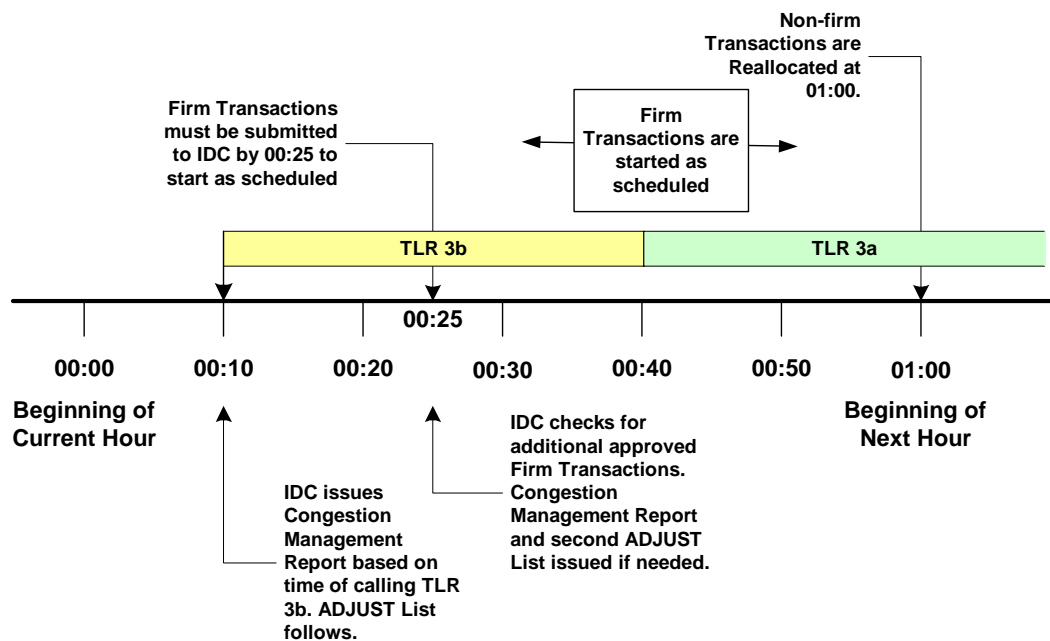 Non-firm
Transactions are
Reallocated at
01:00.
Firm Transactions
must be submitted
to IDC by 00:25 to
start as scheduled
Firm
Transactions are
started as
scheduled
TLR 3b
TLR 3a
00:25
00:00
00:10
00:20
00:30
00:40
00:50
01:00
Beginning of
Current Hour
Beginning of
Next Hour
IDC issues
Congestion
Management
Report based on
time of calling TLR
3b. ADJUST List
follows.
IDC checks for
additional approved
Firm Transactions.
Congestion
Management Report
and second ADJUST
List issued if needed.